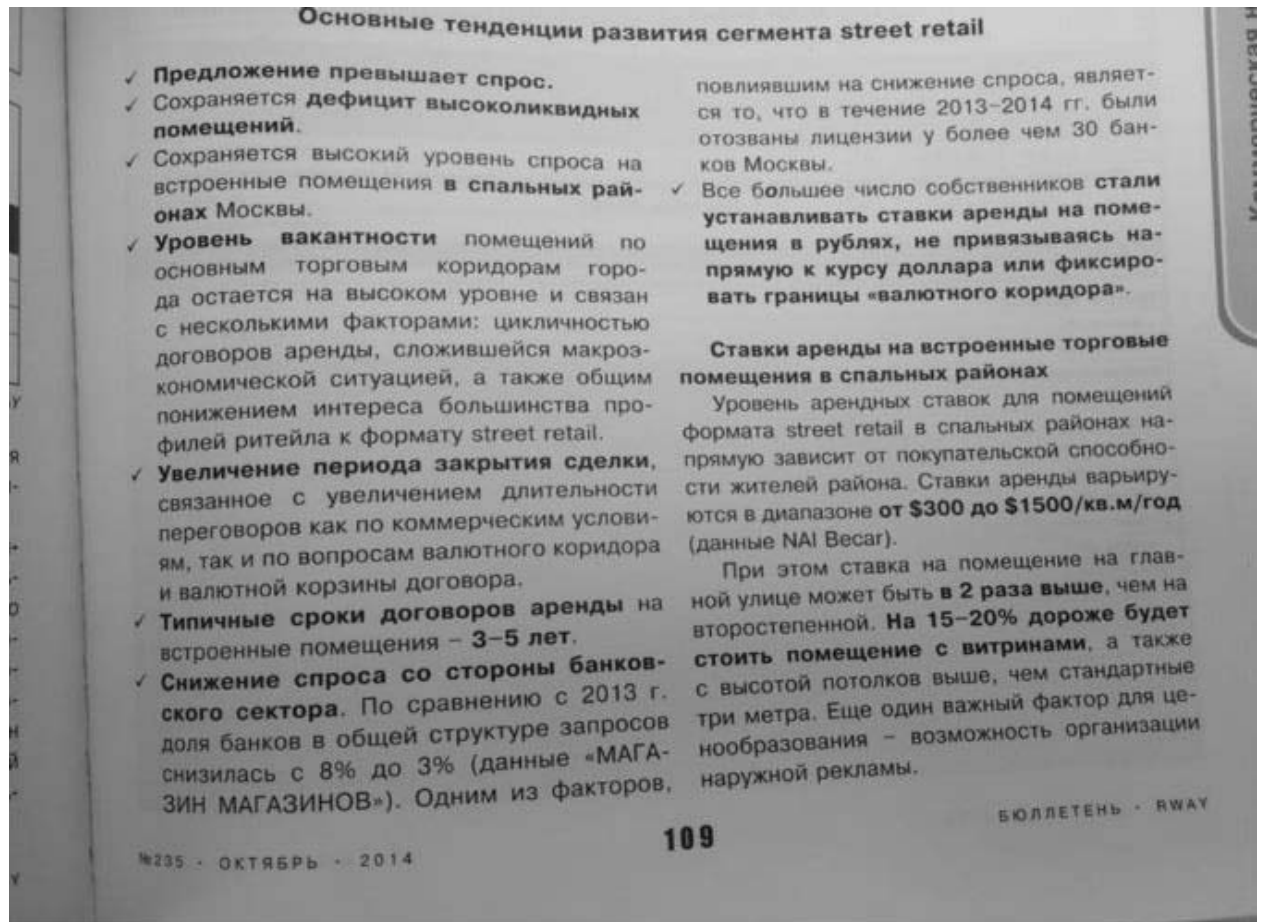 Основные тенденции развития сегмента street retail
✓ Предложение превышает спрос.
✓ Сохраняется дефицит высоколиквидных
помещений.
✓ Сохраняется высокий уровень спроса на
встроенные помещения в спальных рай-
онах Москвы.
✓ Уровень вакантности помещений по
основным торговым коридорам горо-
да остается на высоком уровне и связан
с несколькими факторами: цикличностью
договоров аренды, сложившейся макроэ-
кономической ситуацией, а также общим
понижением интереса большинства про-
филей ритейла к формату street retail.
✓ Увеличение периода закрытия сделки,
связанное с увеличением длительности
переговоров как по коммерческим услови-
ям, так и по вопросам валютного коридора
и валютной корзины договора.
✓ Типичные сроки договоров аренды на
встроенные помещения – 3–5 лет.
✓ Снижение спроса со стороны банков-
ского сектора. По сравнению с 2013 г.
доля банков в общей структуре запросов
снизилась с 8% до 3% (данные «МАГА-
ЗИН МАГАЗИНОВ»). Одним из факторов,
повлиявшим на снижение спроса, являет-
ся то, что в течение 2013–2014 гг. были
отозваны лицензии у более чем 30 бан-
ков Москвы.
✓ Все большее число собственников стали
устанавливать ставки аренды на поме-
щения в рублях, не привязываясь на-
прямую к курсу доллара или фиксиро-
вать границы «валютного коридора».
Ставки аренды на встроенные торговые
помещения в спальных районах
Уровень арендных ставок для помещений
формата street retail в спальных районах на-
прямую зависит от покупательской способно-
сти жителей района. Ставки аренды варьиру-
ются в диапазоне от $300 до $1500/кв.м/год
(данные NAI Becar).
При этом ставка на помещение на глав-
ной улице может быть в 2 раза выше, чем на
второстепенной. На 15–20% дороже будет
стоить помещение с витринами, а также
с высотой потолков выше, чем стандартные
три метра. Еще один важный фактор для це-
нообразования – возможность организации
наружной рекламы.
№235 · ОКТЯБРЬ · 2014
109
БЮЛЛЕТЕНЬ · RWAY
Коммерческая